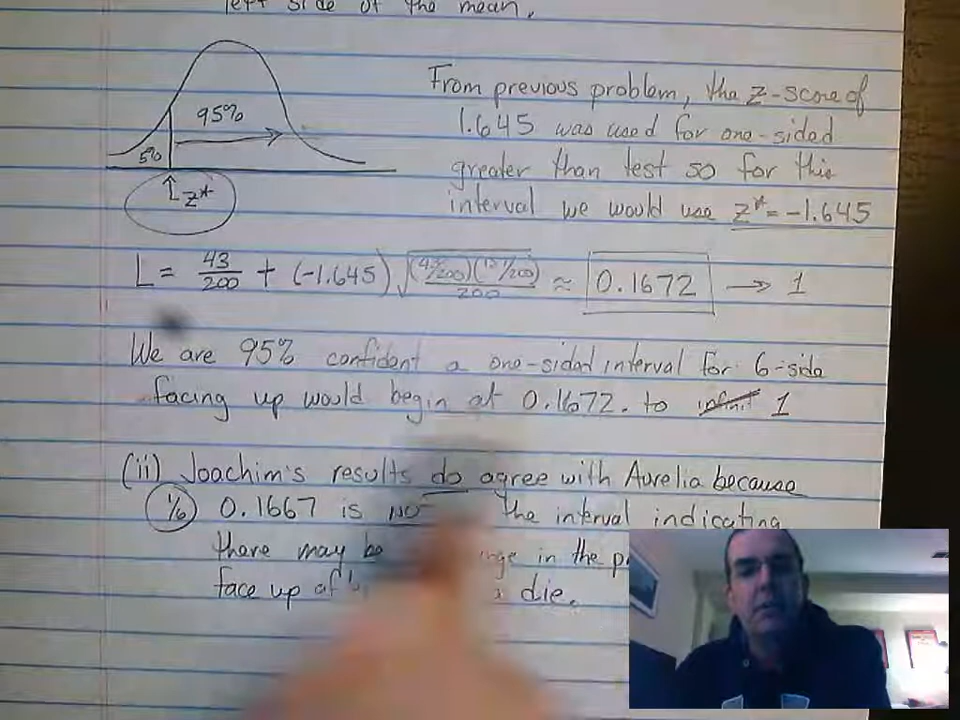 left side of the mean.
95%
5%
z*
From previous problem, the z-score of
1.645 was used for one-sided
greater than test so for this
interval we would use z* = -1.645
L = 43/200 + (-1.645) √((43/200)(157/200)/200) ≈ 0.1672 → 1
We are 95% confident a one-sided interval for 6-side
facing up would begin at 0.1672. to 1
(ii) Joachim's results do agree with Aurelia because
1/6 0.1667 is the interval indicating
there may be in the
face up of die.